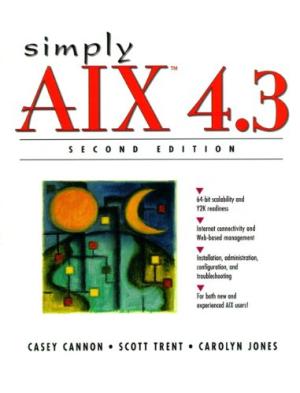 simply
AIX™ 4.3
SECOND EDITION
64-bit scalability and
Y2K readiness
Internet connectivity and
Web-based management
Installation, administration,
configuration, and
troubleshooting
For both new and
experienced AIX users!
CASEY CANNON • SCOTT TRENT • CAROLYN JONES